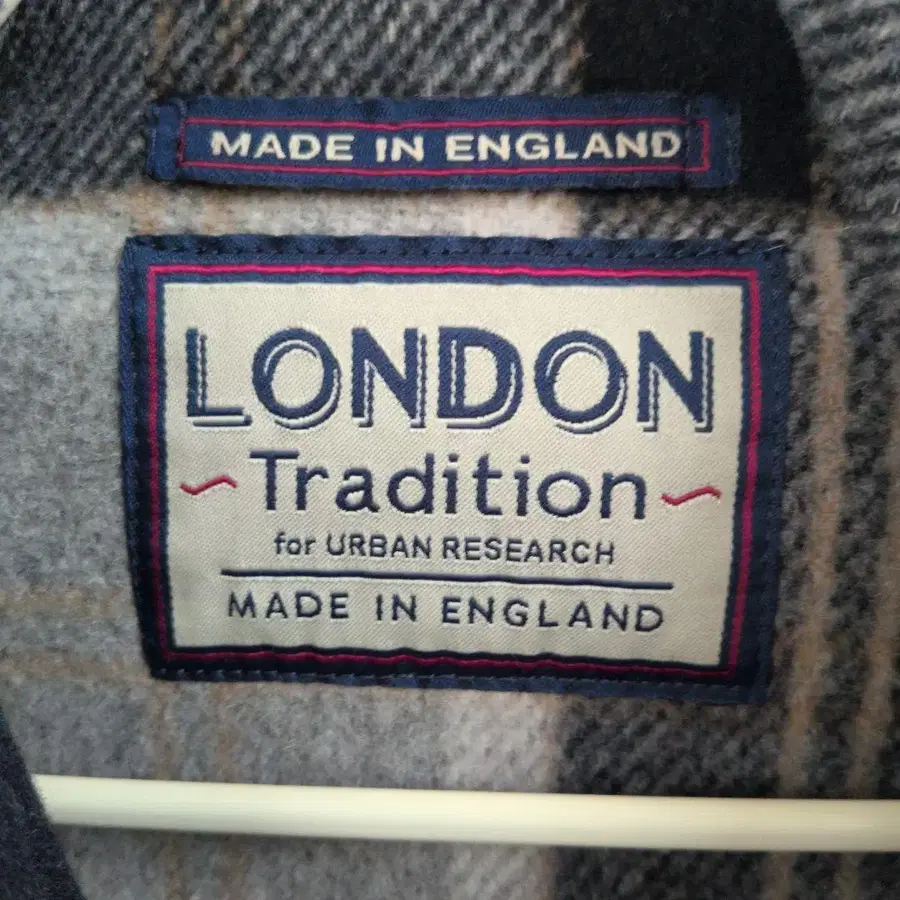 MADE IN ENGLAND
LONDON
~Tradition~
for URBAN RESEARCH
MADE IN ENGLAND